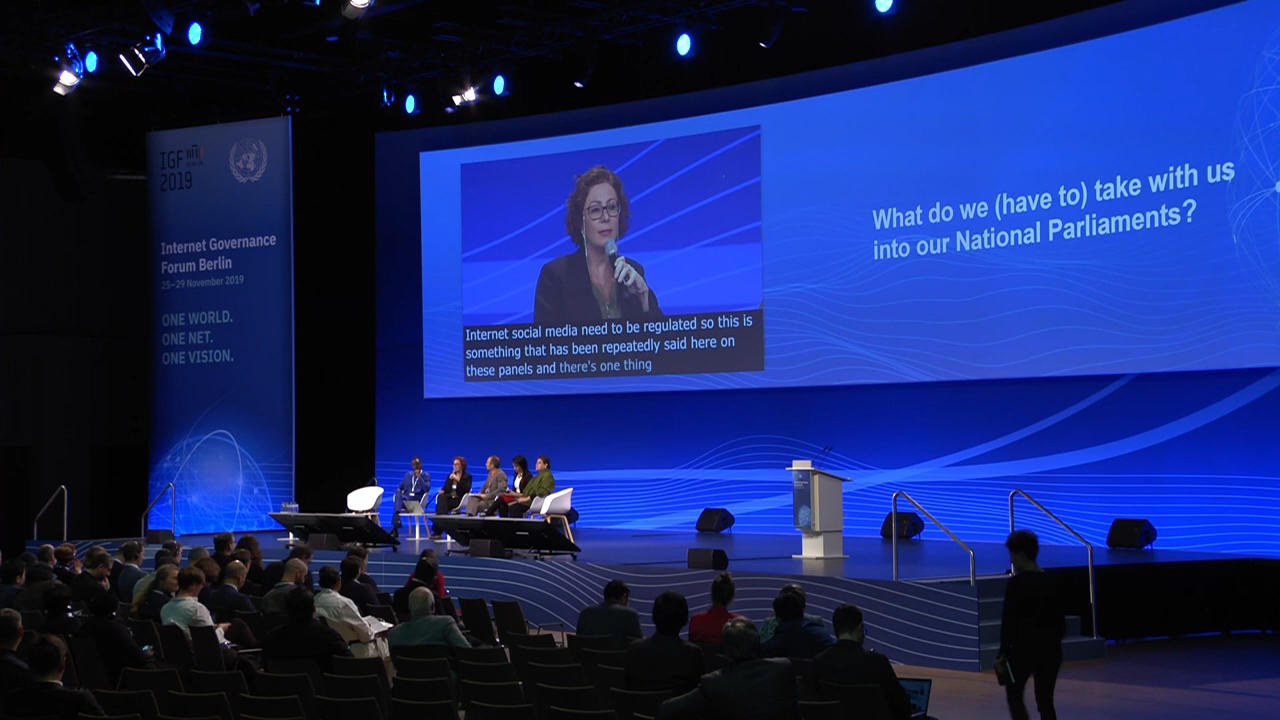 IGF
2019
Internet Governance
Forum Berlin
25–29 November 2019
ONE WORLD.
ONE NET.
ONE VISION.
Internet social media need to be regulated so this is
something that has been repeatedly said here on
these panels and there's one thing
What do we (have to) take with us
into our National Parliaments?